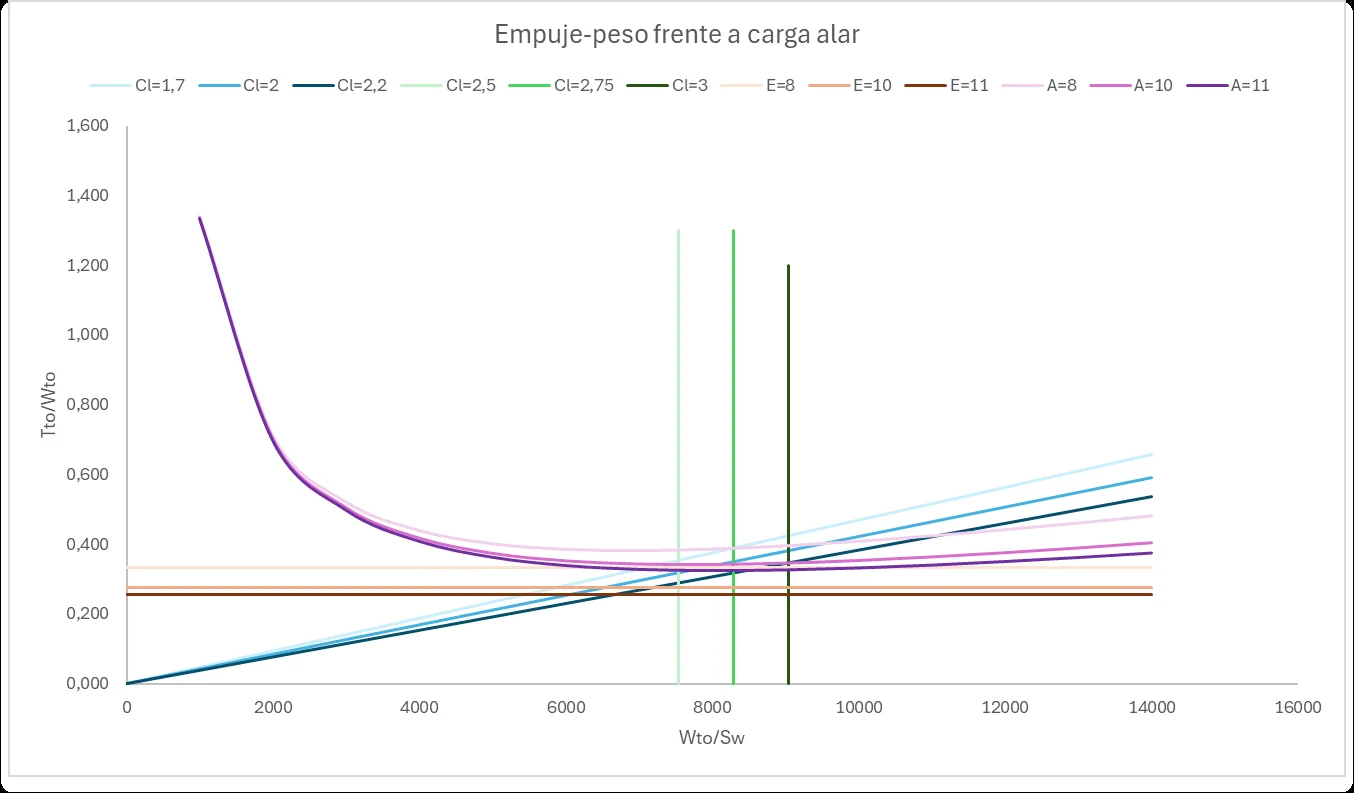 Empuje-peso frente a carga alar
Cl=1,7 Cl=2 Cl=2,2 Cl=2,5 Cl=2,75 Cl=3 E=8 E=10 E=11 A=8 A=10 A=11
1,600
1,400
1,200
1,000
0,800
0,600
0,400
0,200
0,000
Tto/Wto
0 2000 4000 6000 8000 10000 12000 14000 16000
Wto/Sw